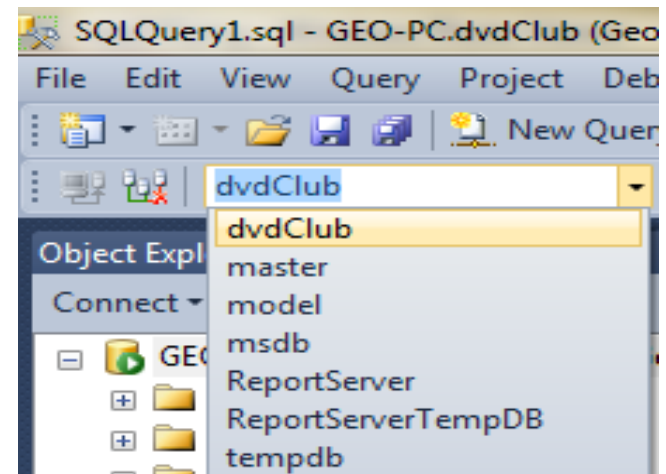 SQLQuery1.sql - GEO-PC.dvdClub (Geo
File Edit View Query Project Deb
New Query
dvdClub
dvdClub
Object Expl
master
Connect
model
GEO
msdb
ReportServer
ReportServerTempDB
tempdb